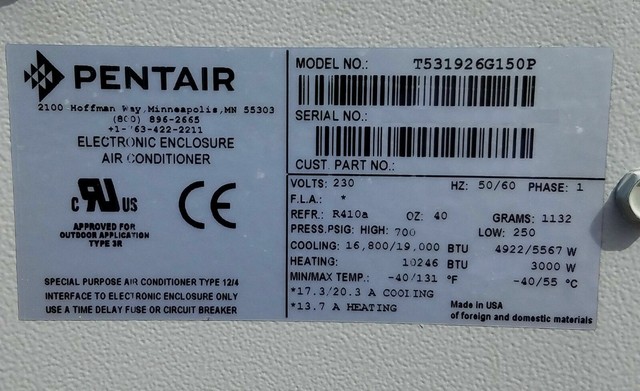 PENTAIR
2100 Hoffman Way, Minneapolis, MN 55303
(800) 896-2665
+1-763-422-2211
ELECTRONIC ENCLOSURE
AIR CONDITIONER
C RU US
CE
APPROVED FOR
OUTDOOR APPLICATION
TYPE 3R
SPECIAL PURPOSE AIR CONDITIONER TYPE 12/4
INTERFACE TO ELECTRONIC ENCLOSURE ONLY
USE A TIME DELAY FUSE OR CIRCUIT BREAKER
MODEL NO.: T531926G150P
SERIAL NO.:
CUST. PART NO.:
VOLTS: 230 HZ: 50/60 PHASE: 1
F.L.A.: *
REFR.: R410a OZ: 40 GRAMS: 1132
PRESS.PSIG: HIGH: 700 LOW: 250
COOLING: 16,800/19,000 BTU 4922/5567 W
HEATING: 10246 BTU 3000 W
MIN/MAX TEMP.: -40/131 °F -40/55 °C
*17.3/20.3 A COOLING
*13.7 A HEATING
Made in USA
of foreign and domestic materials